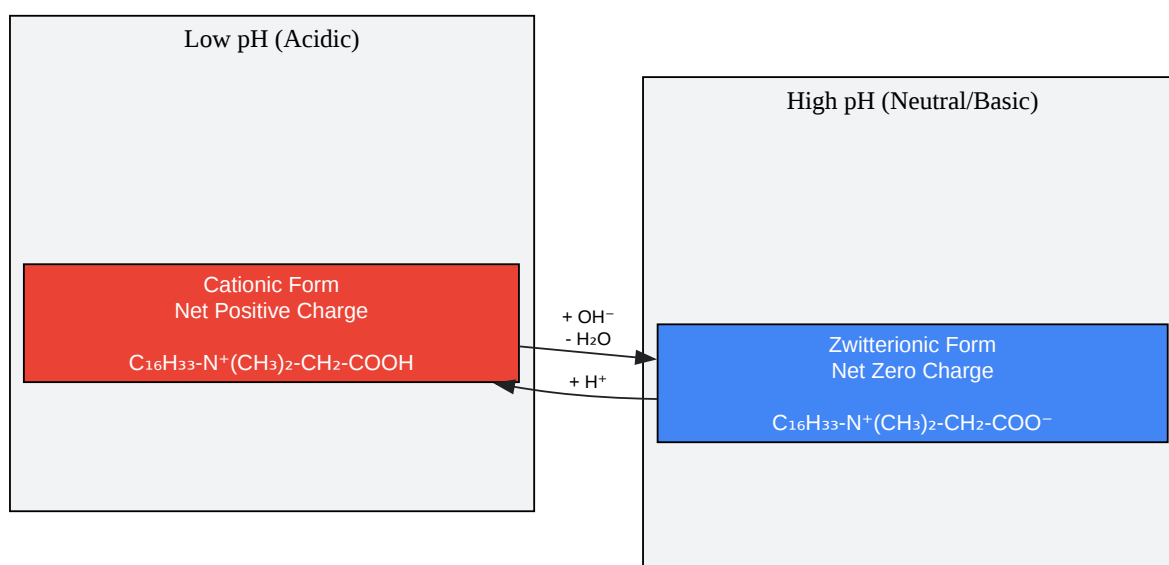 Low pH (Acidic)
Cationic Form
Net Positive Charge
C₁₆H₃₃-N⁺(CH₃)₂-CH₂-COOH
+ OH⁻
- H₂O
+ H⁺
High pH (Neutral/Basic)
Zwitterionic Form
Net Zero Charge
C₁₆H₃₃-N⁺(CH₃)₂-CH₂-COO⁻